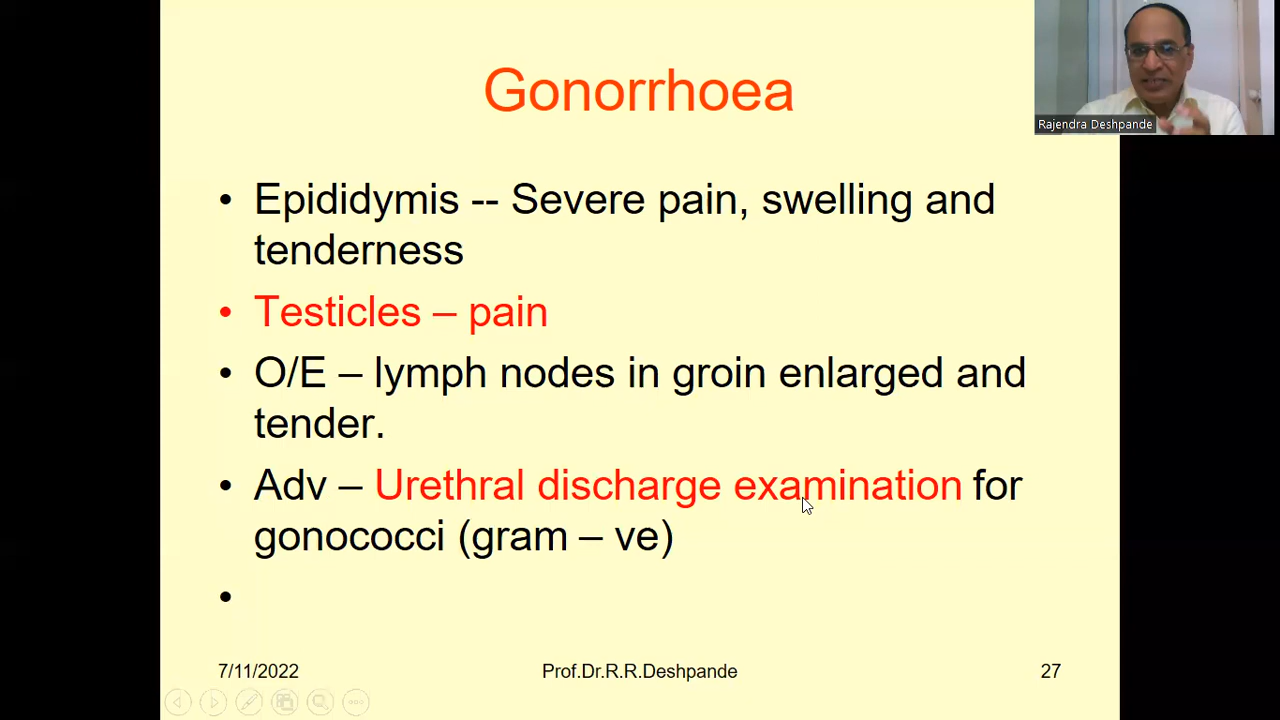 Gonorrhoea
Rajendra Deshpande
• Epididymis -- Severe pain, swelling and
tenderness
• Testicles – pain
• O/E – lymph nodes in groin enlarged and
tender.
• Adv – Urethral discharge examination for
gonococci (gram – ve)
•
7/11/2022
Prof.Dr.R.R.Deshpande
27